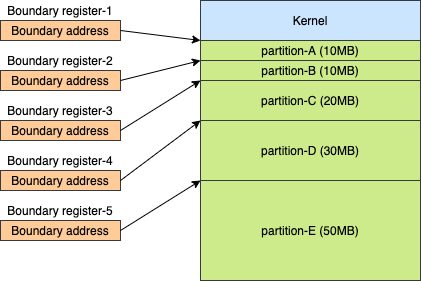 Boundary register-1
Boundary address
Boundary register-2
Boundary address
Boundary register-3
Boundary address
Boundary register-4
Boundary address
Boundary register-5
Boundary address
Kernel
partition-A (10MB)
partition-B (10MB)
partition-C (20MB)
partition-D (30MB)
partition-E (50MB)